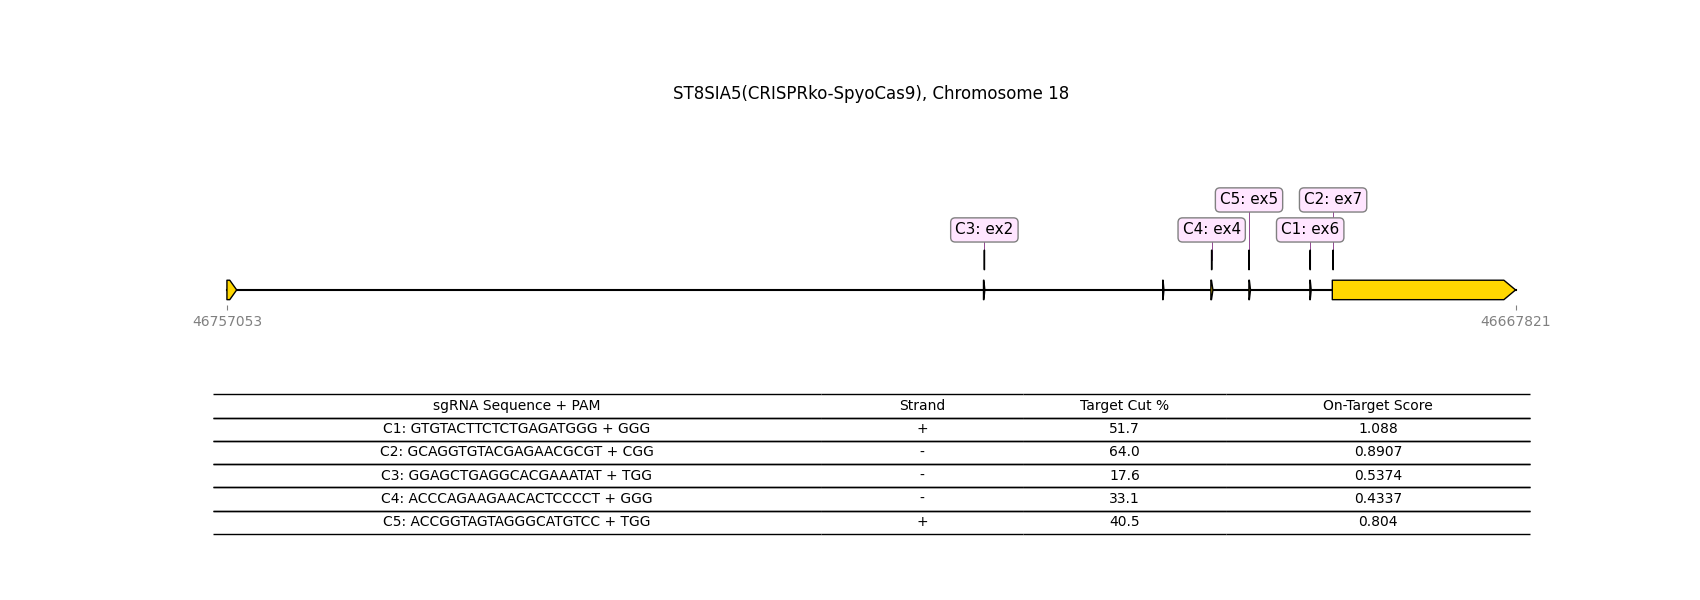 ST8SIA5(CRISPRko-SpyoCas9), Chromosome 18
C5: ex5 C2: ex7
C3: ex2 C4: ex4 C1: ex6
46757053 46667821
sgRNA Sequence + PAM Strand Target Cut % On-Target Score
C1: GTGTACTTCTCTGAGATGGG + GGG + 51.7 1.088
C2: GCAGGTGTACGAGAACGCGT + CGG - 64.0 0.8907
C3: GGAGCTGAGGCACGAAATAT + TGG - 17.6 0.5374
C4: ACCCAGAAGAACACTCCCCT + GGG - 33.1 0.4337
C5: ACCGGTAGTAGGGCATGTCC + TGG + 40.5 0.804